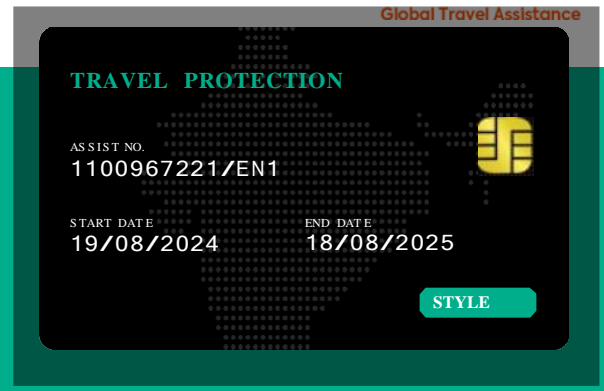 Global Travel Assistance
TRAVEL PROTECTION
ASSIST NO.
1100967221/EN1
START DATE
END DATE
19/08/2024
18/08/2025
STYLE